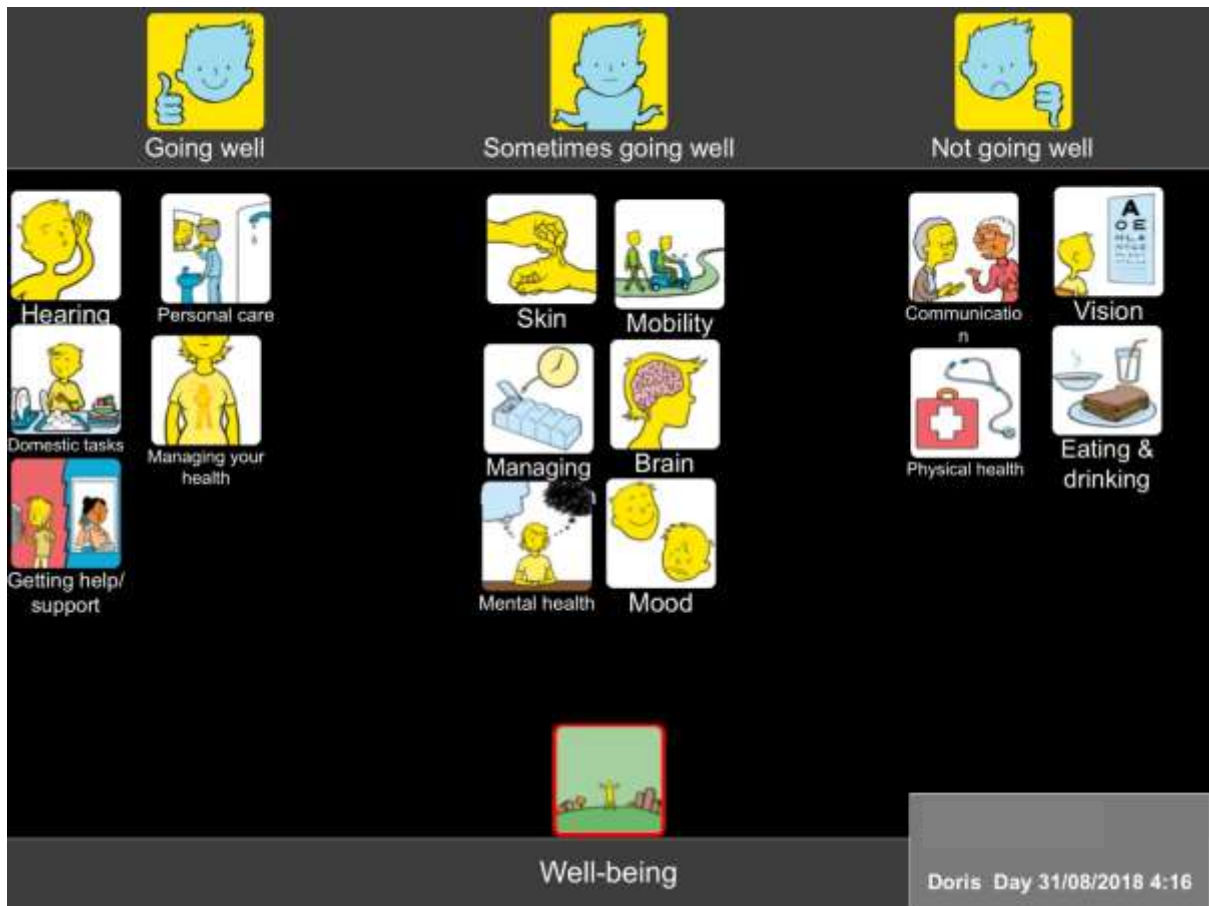 Going well
Sometimes going well
Not going well
Hearing
Personal care
Skin
Mobility
Communicatio
n
Vision
A
O E
Domestic tasks
Managing your
health
Managing
Brain
Physical health
Eating &
drinking
Getting help/
support
Mental health
Mood
Well-being
Doris Day 31/08/2018 4:16